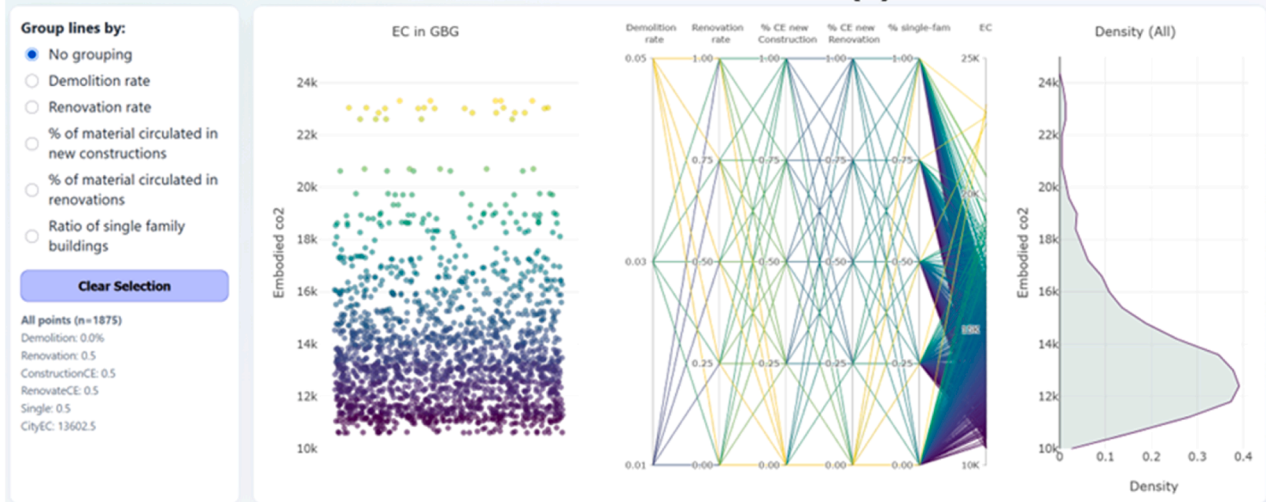 Group lines by:
No grouping
Demolition rate
Renovation rate
% of material circulated in
new constructions
% of material circulated in
renovations
Ratio of single family
buildings
Clear Selection
All points (n=1875)
Demolition: 0.0%
Renovation: 0.5
ConstructionCE: 0.5
RenovateCE: 0.5
Single: 0.5
CityEC: 13602.5
EC in GBG
Embodied co2
24k
22k
20k
18k
16k
14k
12k
10k
Demolition
rate
Renovation
rate
% CE new
Construction
% CE new
Renovation
% single-fam
EC
0.05
1.00
1.00
1.00
1.00
25K
0.75
0.75
0.75
0.75
0.03
0.50
0.50
0.50
0.50
0.25
0.25
0.25
0.25
0.01
0.00
0.00
0.00
0.00
10K
Density (All)
Embodied co2
24k
22k
20k
18k
16k
14k
12k
10k
0
0.1
0.2
0.3
0.4
Density